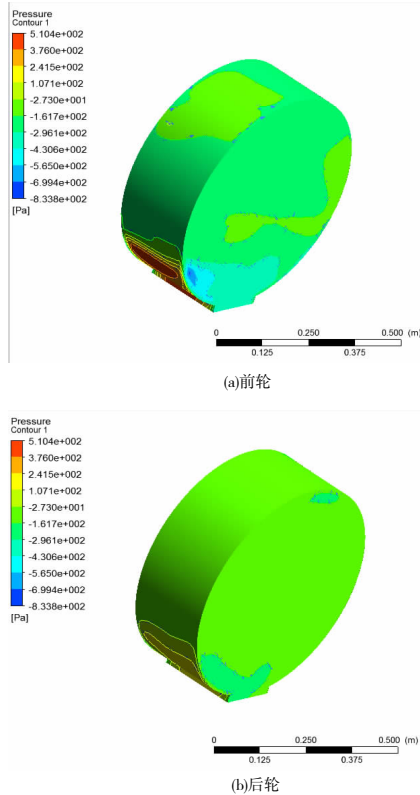 Pressure
Contour 1
5.104e+002
3.760e+002
2.415e+002
1.071e+002
-2.730e+001
-1.617e+002
-2.961e+002
-4.306e+002
-5.650e+002
-6.994e+002
-8.338e+002
[Pa]
0 0.250 0.500 (m)
0.125 0.375
(a)前轮
Pressure
Contour 1
5.104e+002
3.760e+002
2.415e+002
1.071e+002
-2.730e+001
-1.617e+002
-2.961e+002
-4.306e+002
-5.650e+002
-6.994e+002
-8.338e+002
[Pa]
0 0.250 0.500 (m)
0.125 0.375
(b)后轮